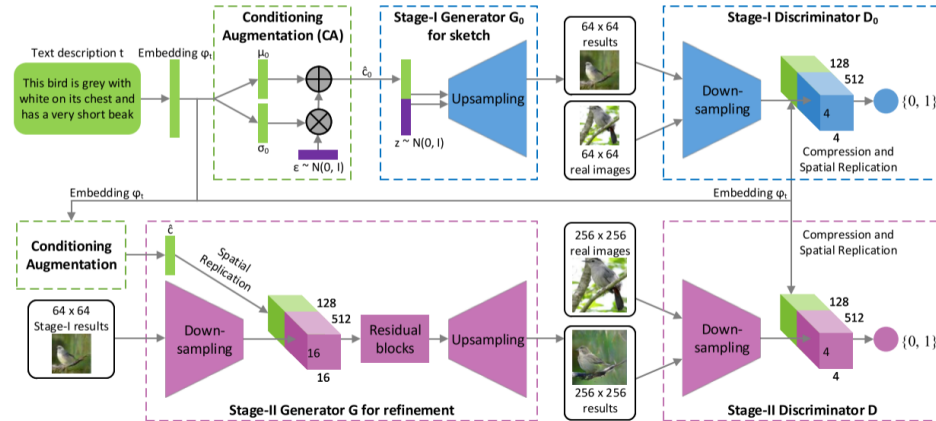 Conditioning
Augmentation (CA)
Stage-I Generator G₀
for sketch
Stage-I Discriminator D₀
Text description t
Embedding φₜ
This bird is grey with
white on its chest and
has a very short beak
μ₀
σ₀
ε ~ N(0, I)
ĉ₀
z ~ N(0, I)
Upsampling
64 x 64
results
64 x 64
real images
Down-
sampling
128
512
4
4
{0, 1}
Compression and
Spatial Replication
Embedding φₜ
Embedding φₜ
Compression and
Spatial Replication
Conditioning
Augmentation
ĉ
Spatial
Replication
64 x 64
Stage-I results
Down-
sampling
128
512
16
16
Residual
blocks
Upsampling
256 x 256
real images
256 x 256
results
Down-
sampling
128
512
4
4
{0, 1}
Stage-II Generator G for refinement
Stage-II Discriminator D